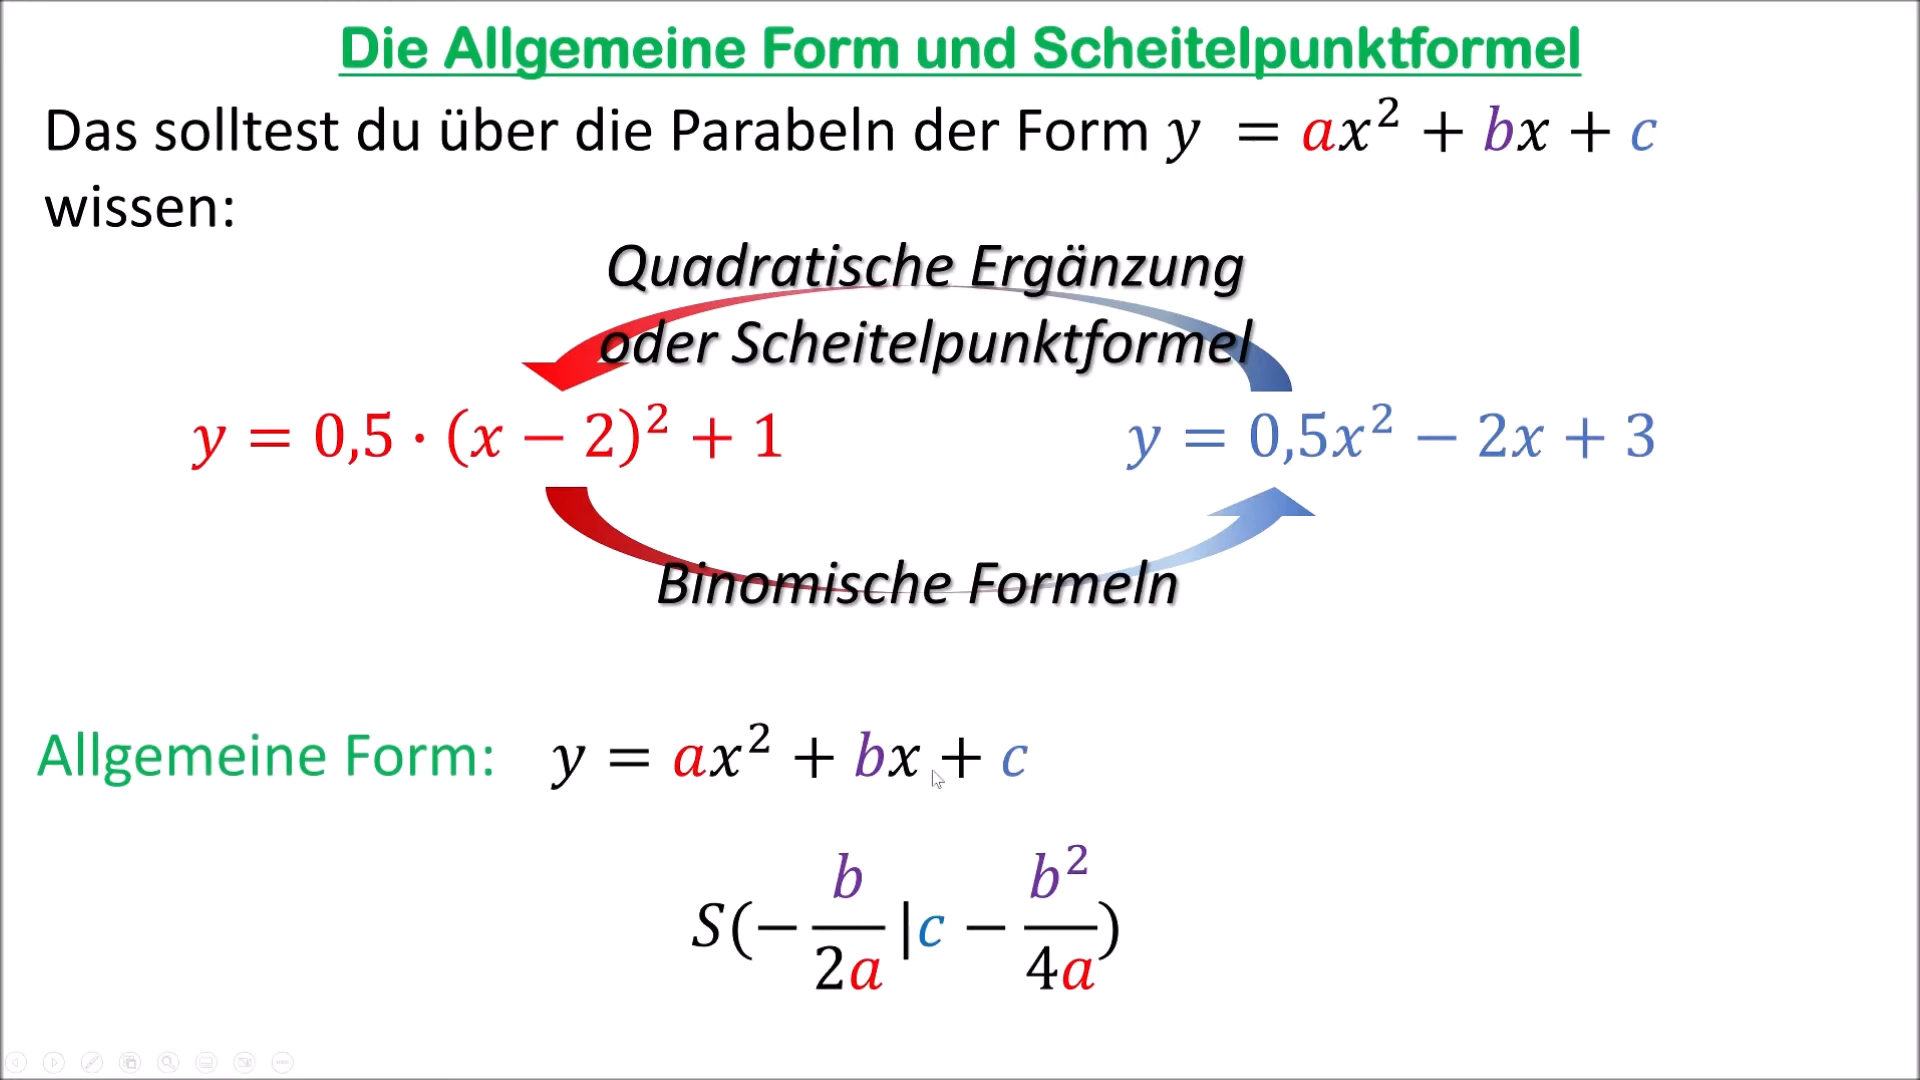 Die Allgemeine Form und Scheitelpunktformel
Das solltest du über die Parabeln der Form y = ax² + bx + c
wissen:
Quadratische Ergänzung
oder Scheitelpunktformel
y = 0,5 · (x − 2)² + 1
y = 0,5x² − 2x + 3
Binomische Formeln
Allgemeine Form: y = ax² + bx + c
S(−b/2a|c − b²/4a)